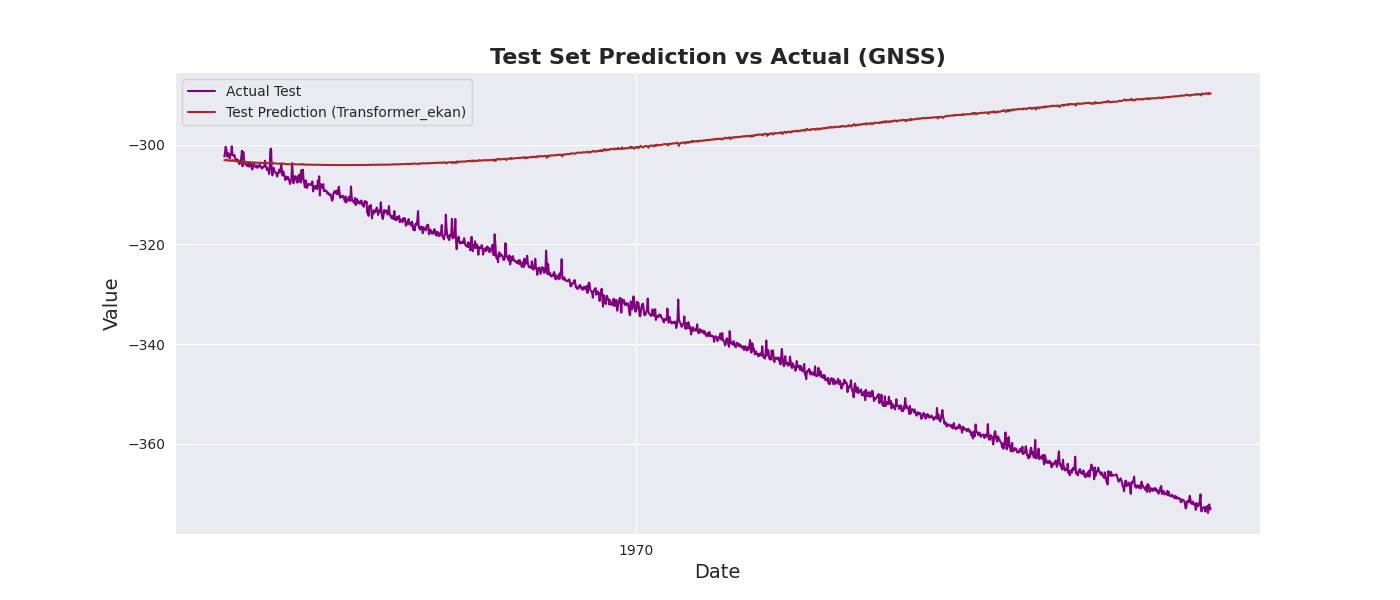 Test Set Prediction vs Actual (GNSS)
Actual Test
Test Prediction (Transformer_ekan)
−300
−320
−340
−360
Value
1970
Date